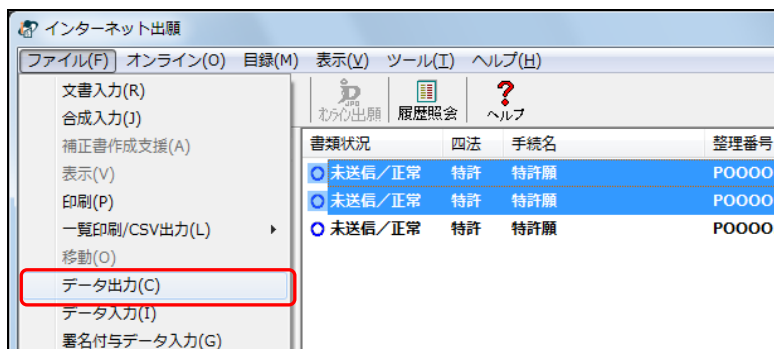 インターネット出願
ファイル(F) オンライン(O) 目録(M) 表示(V) ツール(T) ヘルプ(H)
文書入力(R)
合成入力(J)
補正書作成支援(A)
表示(V)
印刷(P)
一覧印刷/CSV出力(L)
移動(O)
データ出力(C)
データ入力(I)
署名付与データ入力(G)
JPO
オンライン出願 履歴照会 ヘルプ
書類状況 四法 手続名 整理番号
未送信／正常 特許 特許願 P0000
未送信／正常 特許 特許願 P0000
未送信／正常 特許 特許願 P0000